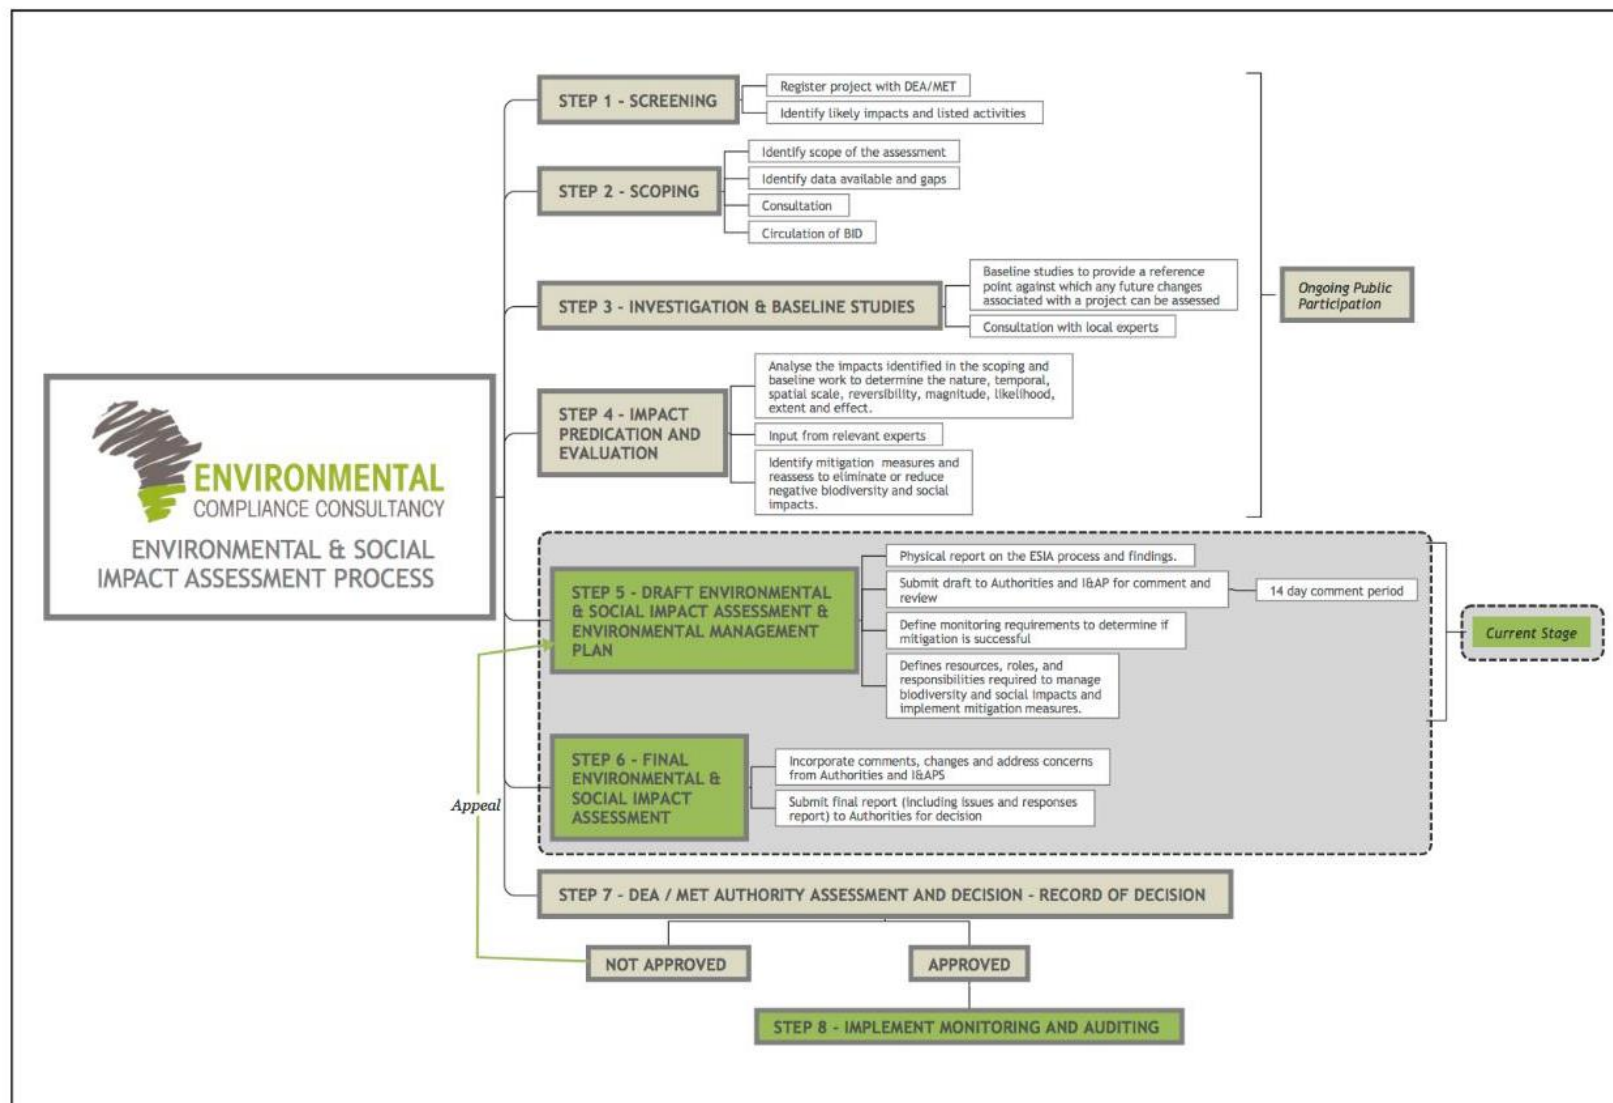 STEP 1 - SCREENING
Register project with DEA/MET
Identify likely impacts and listed activities
STEP 2 - SCOPING
Identify scope of the assessment
Identify data available and gaps
Consultation
Circulation of BID
STEP 3 - INVESTIGATION & BASELINE STUDIES
Baseline studies to provide a reference
point against which any future changes
associated with a project can be assessed
Consultation with local experts
Ongoing Public
Participation
STEP 4 - IMPACT
PREDICATION AND
EVALUATION
Analyse the impacts identified in the scoping and
baseline work to determine the nature, temporal,
spatial scale, reversibility, magnitude, likelihood,
extent and effect.
Input from relevant experts
Identify mitigation measures and
reassess to eliminate or reduce
negative biodiversity and social
impacts.
ENVIRONMENTAL
COMPLIANCE CONSULTANCY
ENVIRONMENTAL & SOCIAL
IMPACT ASSESSMENT PROCESS
STEP 5 - DRAFT ENVIRONMENTAL
& SOCIAL IMPACT ASSESSMENT &
ENVIRONMENTAL MANAGEMENT
PLAN
Physical report on the ESIA process and findings.
Submit draft to Authorities and I&AP for comment and
review
14 day comment period
Define monitoring requirements to determine if
mitigation is successful
Defines resources, roles, and
responsibilities required to manage
biodiversity and social impacts and
implement mitigation measures.
Current Stage
STEP 6 - FINAL
ENVIRONMENTAL &
SOCIAL IMPACT
ASSESSMENT
Incorporate comments, changes and address concerns
from Authorities and I&APS
Submit final report (including issues and responses
report) to Authorities for decision
Appeal
STEP 7 - DEA / MET AUTHORITY ASSESSMENT AND DECISION - RECORD OF DECISION
NOT APPROVED
APPROVED
STEP 8 - IMPLEMENT MONITORING AND AUDITING